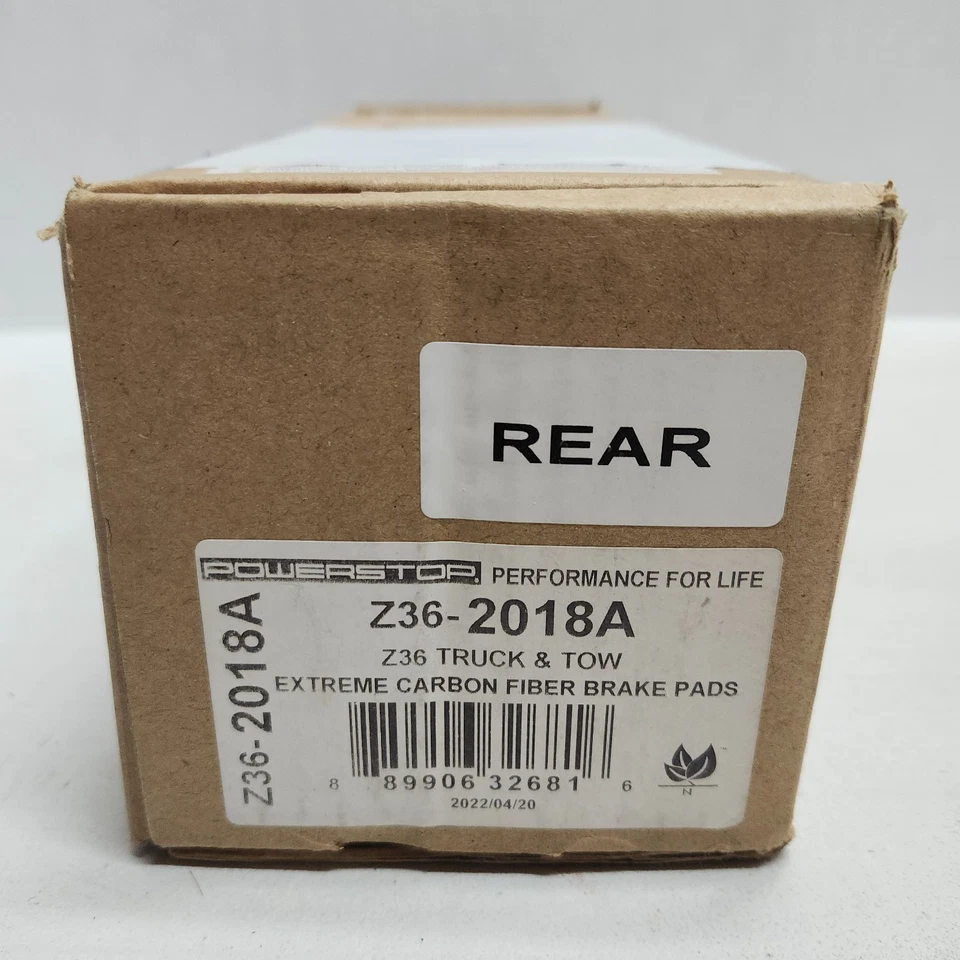 REAR
POWERSTOP PERFORMANCE FOR LIFE
Z36-2018A
Z36-2018A
Z36 TRUCK & TOW
EXTREME CARBON FIBER BRAKE PADS
8 89906 32681 6
2022/04/20
N